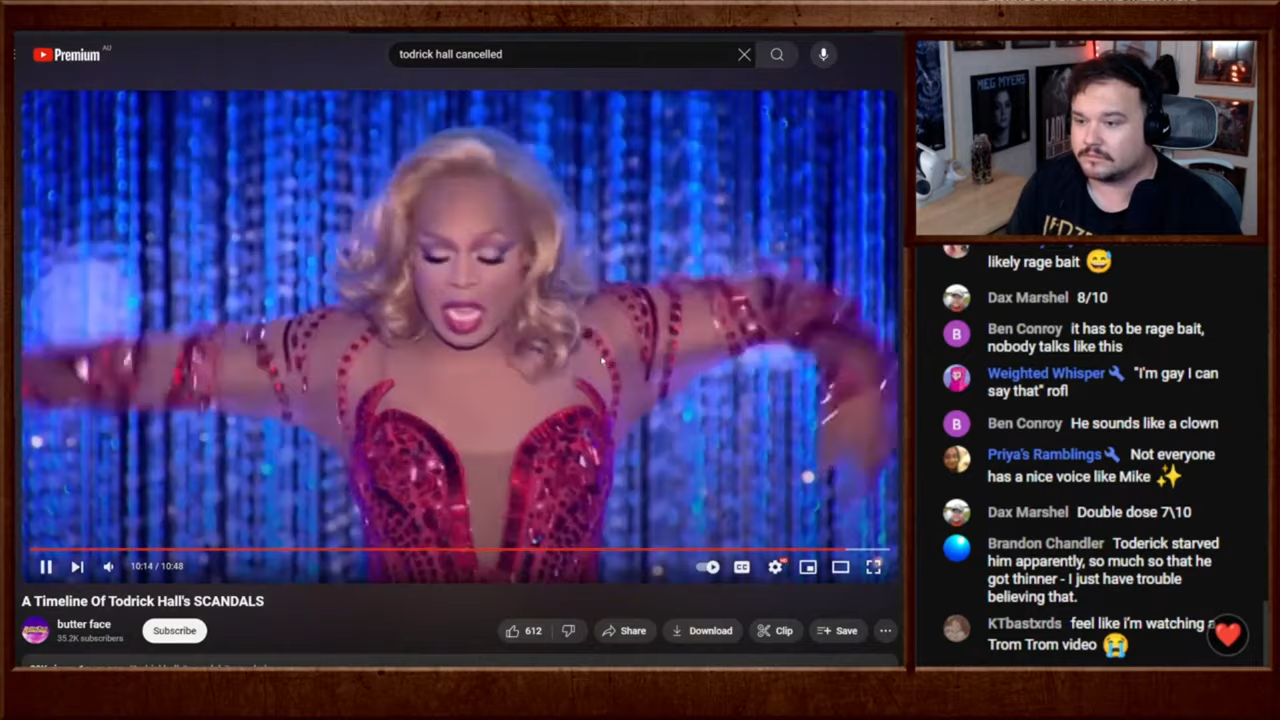 Premium AU
todrick hall cancelled
MEG MYERS
likely rage bait 😅
Dax Marshel 8/10
B
Ben Conroy it has to be rage bait,
nobody talks like this
Weighted Whisper "I'm gay I can
say that" rofl
B
Ben Conroy He sounds like a clown
Priya's Ramblings Not everyone
has a nice voice like Mike ✨
Dax Marshel Double dose 7\10
Brandon Chandler Toderick starved
him apparently, so much so that he
got thinner - I just have trouble
believing that.
KTbastxrds feel like i'm watching a
Trom Trom video 😭
10:14 / 10:48
CC
A Timeline Of Todrick Hall's SCANDALS
butter face
35.2K subscribers
Subscribe
612
Share
Download
Clip
Save